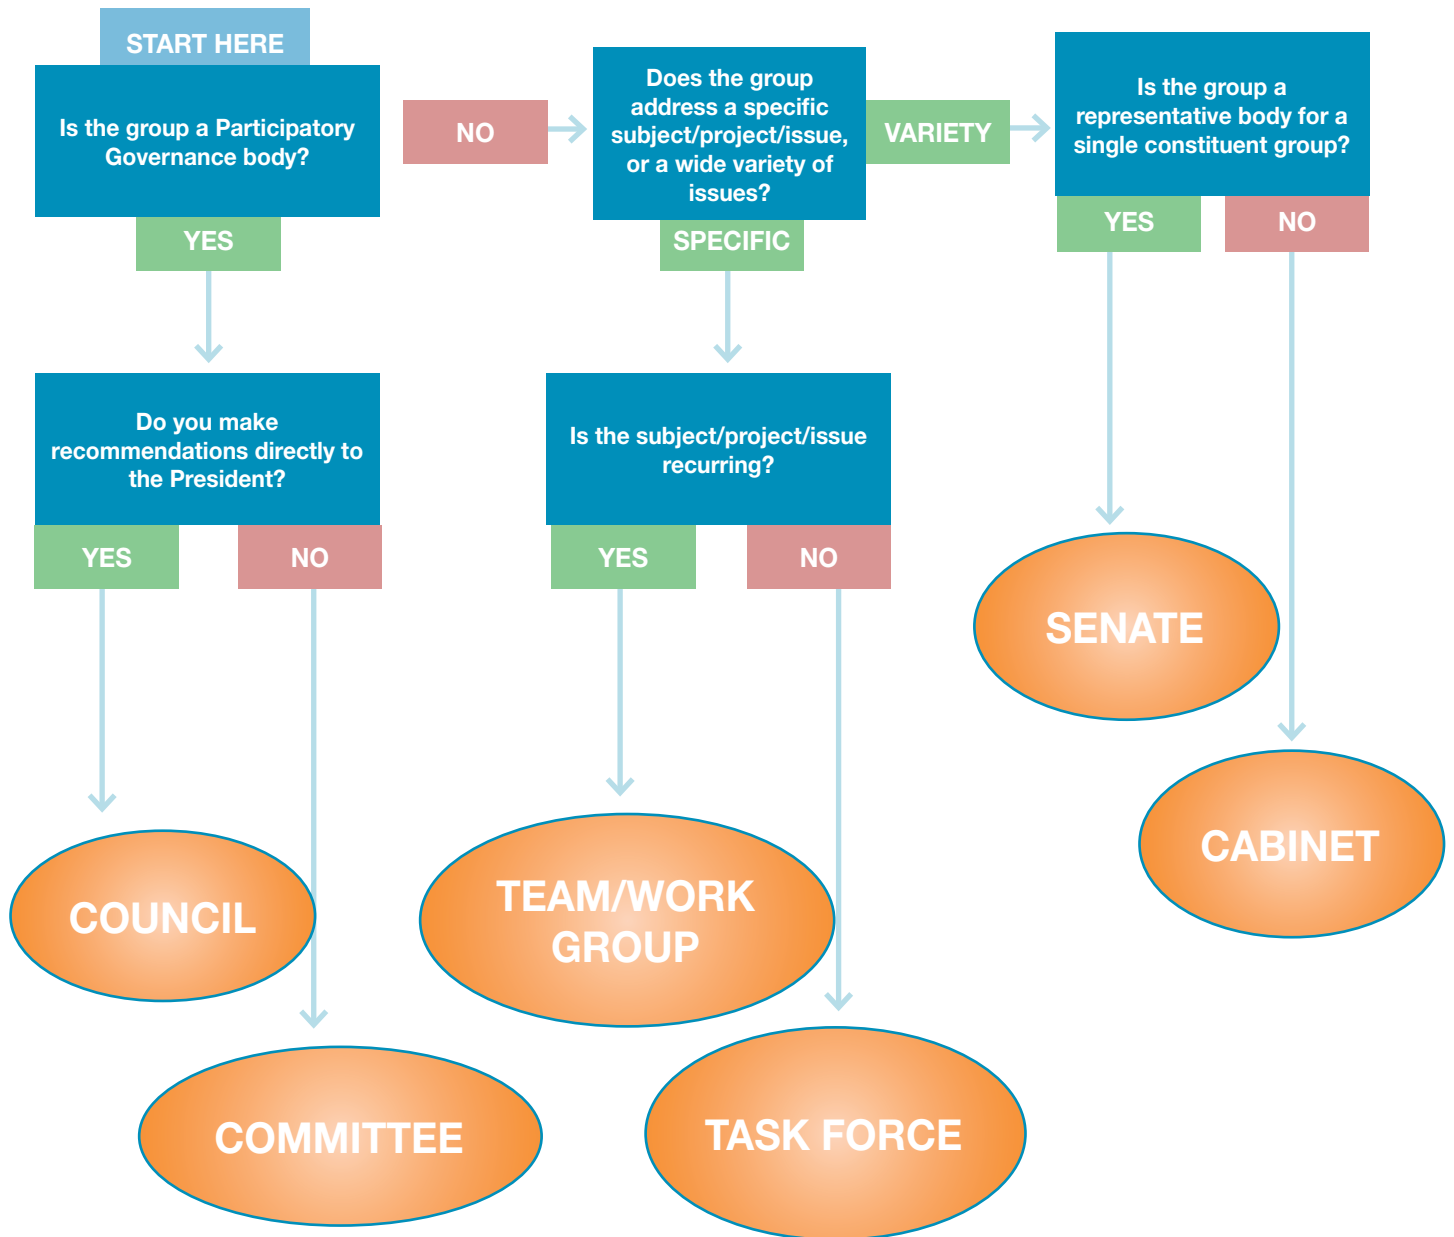 START HERE
Is the group a Participatory
Governance body?
NO
YES
Does the group
address a specific
subject/project/issue,
or a wide variety of
issues?
VARIETY
SPECIFIC
Is the group a
representative body for a
single constituent group?
YES
NO
Do you make
recommendations directly to
the President?
YES
NO
Is the subject/project/issue
recurring?
YES
NO
SENATE
CABINET
COUNCIL
TEAM/WORK
GROUP
COMMITTEE
TASK FORCE